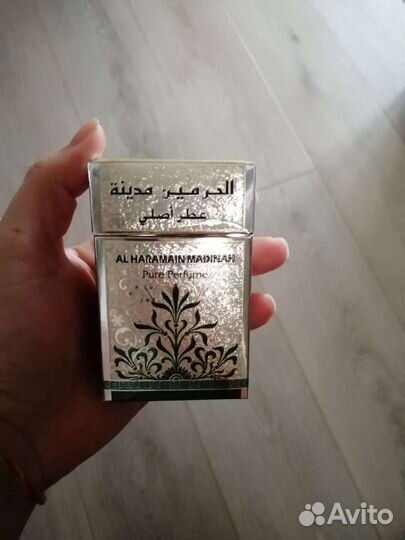 الحرمين مدينة
عطر أصلي
AL HARAMAIN MADINAH
Pure Perfume
Avito